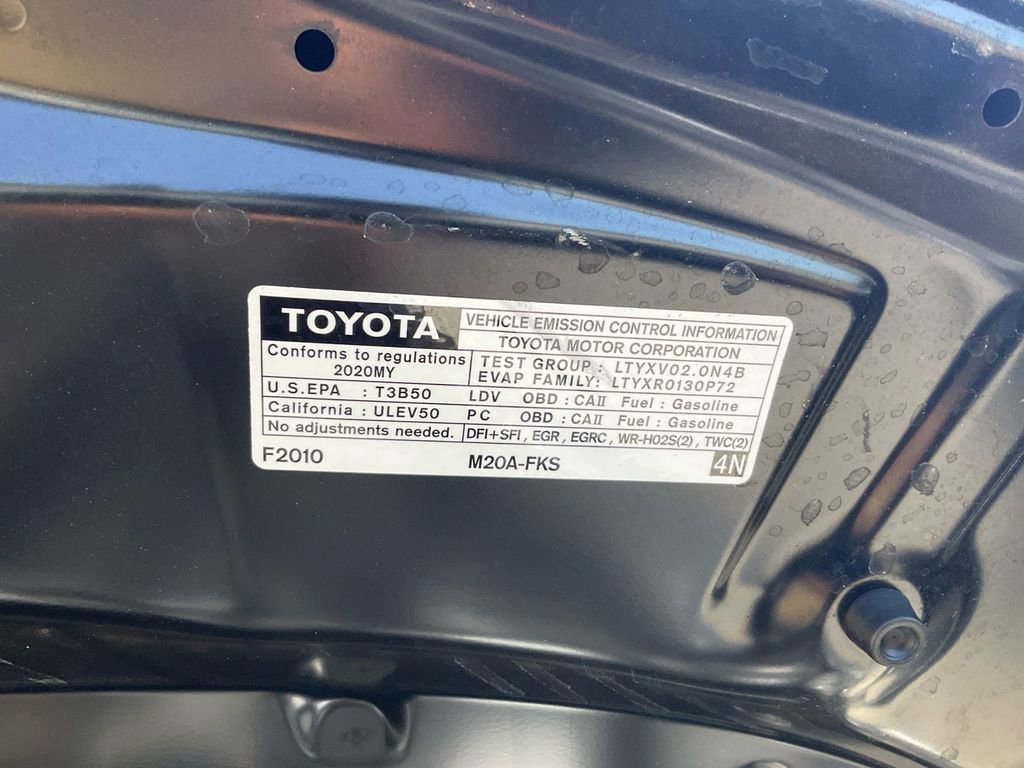 TOYOTA
VEHICLE EMISSION CONTROL INFORMATION
TOYOTA MOTOR CORPORATION
Conforms to regulations
2020MY
TEST GROUP : LTYXV02.0N4B
EVAP FAMILY: LTYXR0130P72
U.S.EPA : T3B50 LDV OBD : CAII Fuel : Gasoline
California : ULEV50 PC OBD : CAII Fuel : Gasoline
No adjustments needed. DFI+SFI, EGR, EGRC, WR-HO2S(2), TWC(2)
F2010 M20A-FKS 4N